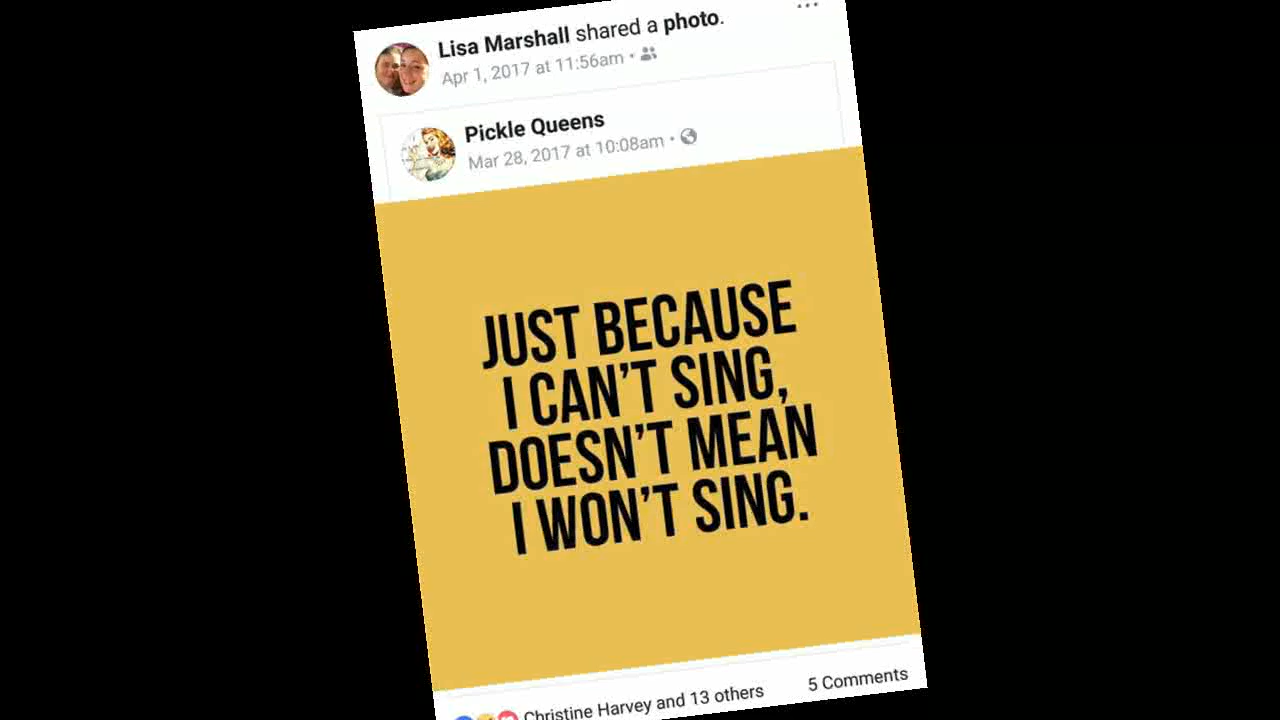 Lisa Marshall shared a photo.
Apr 1, 2017 at 11:56am •
Pickle Queens
Mar 28, 2017 at 10:08am •
JUST BECAUSE
I CAN'T SING,
DOESN'T MEAN
I WON'T SING.
Christine Harvey and 13 others 5 Comments